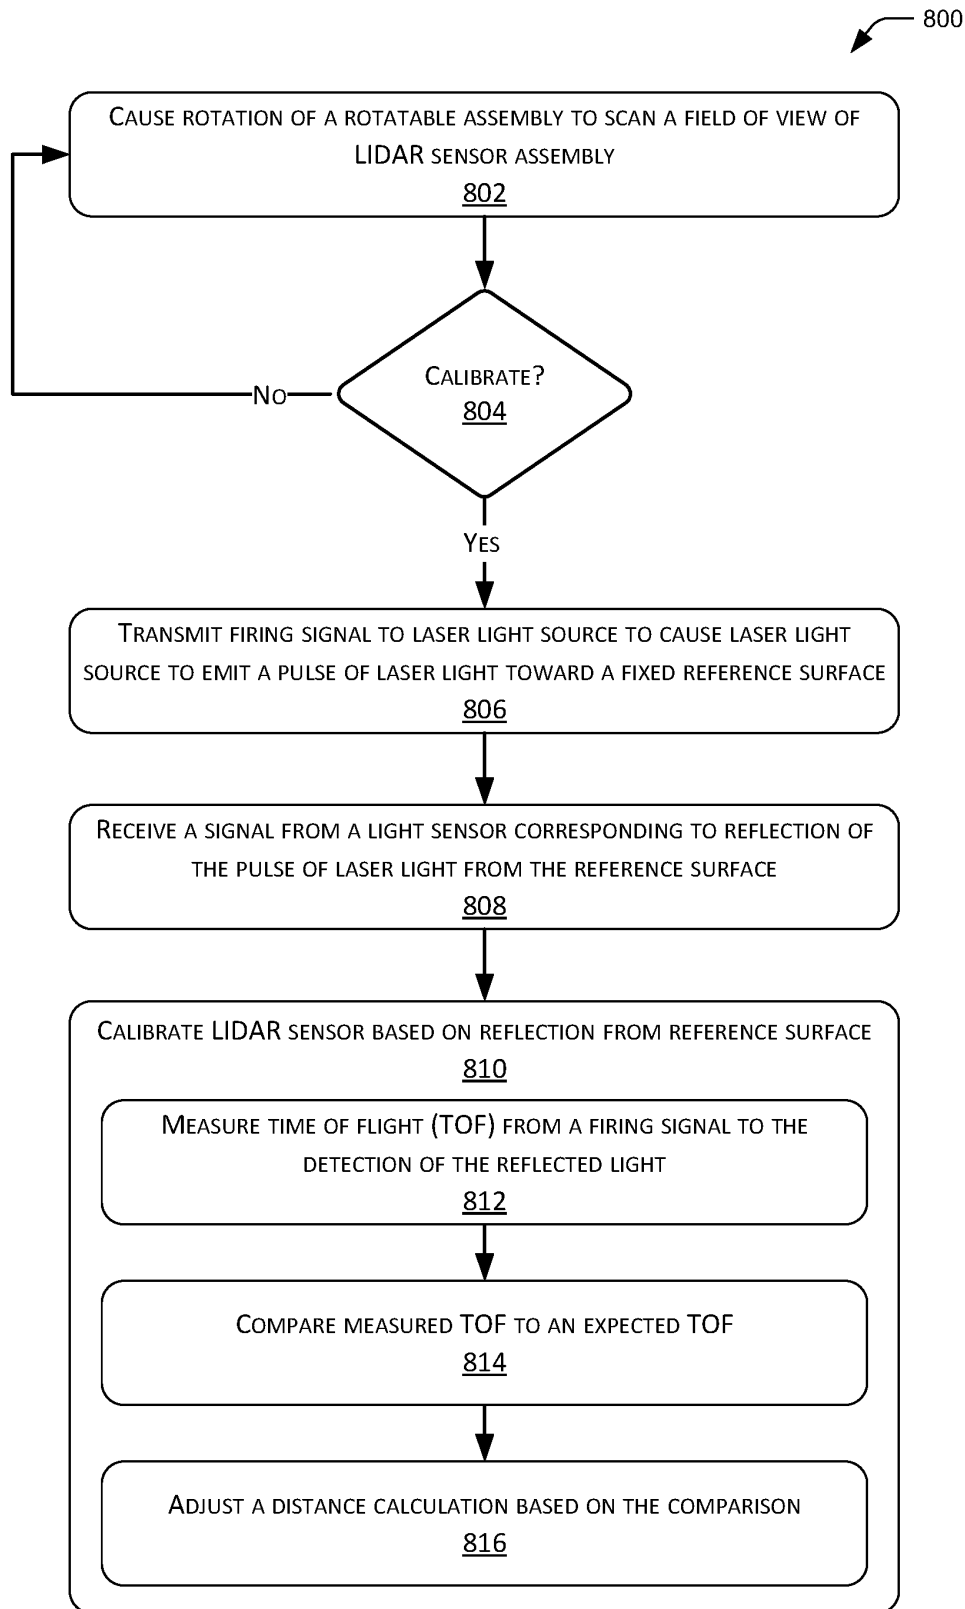 800
Cause rotation of a rotatable assembly to scan a field of view of
LIDAR sensor assembly
802
Calibrate?
804
No
Yes
Transmit firing signal to laser light source to cause laser light
source to emit a pulse of laser light toward a fixed reference surface
806
Receive a signal from a light sensor corresponding to reflection of
the pulse of laser light from the reference surface
808
Calibrate LIDAR sensor based on reflection from reference surface
810
Measure time of flight (TOF) from a firing signal to the
detection of the reflected light
812
Compare measured TOF to an expected TOF
814
Adjust a distance calculation based on the comparison
816